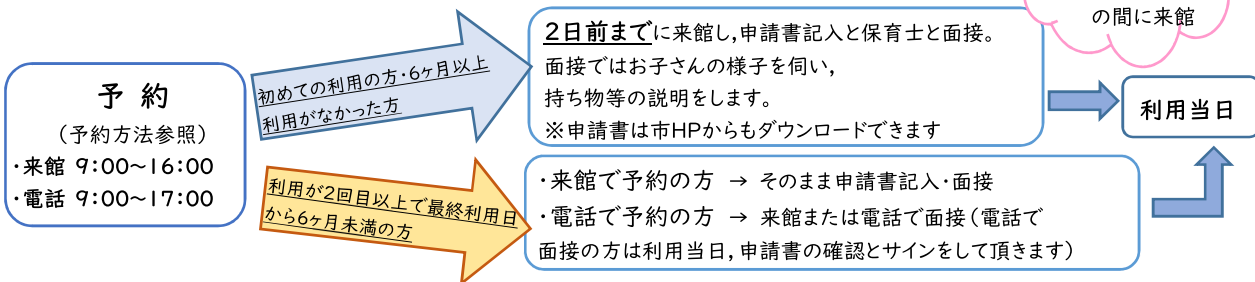 予 約
（予約方法参照）
・来館 9:00～16:00
・電話 9:00～17:00
初めての利用の方・6ヶ月以上
利用がなかった方
2日前までに来館し,申請書記入と保育士と面接。
面接ではお子さんの様子を伺い,
持ち物等の説明をします。
※申請書は市HPからもダウンロードできます
利用が2回目以上で最終利用日
から6ヶ月未満の方
・来館で予約の方 → そのまま申請書記入・面接
・電話で予約の方 → 来館または電話で面接（電話で
面接の方は利用当日,申請書の確認とサインをして頂きます）
の間に来館
利用当日